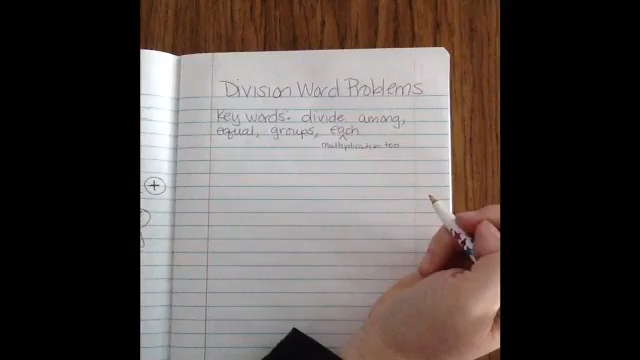 Division Word Problems
Key words: divide among,
equal, groups, each
^
multiplication too
+